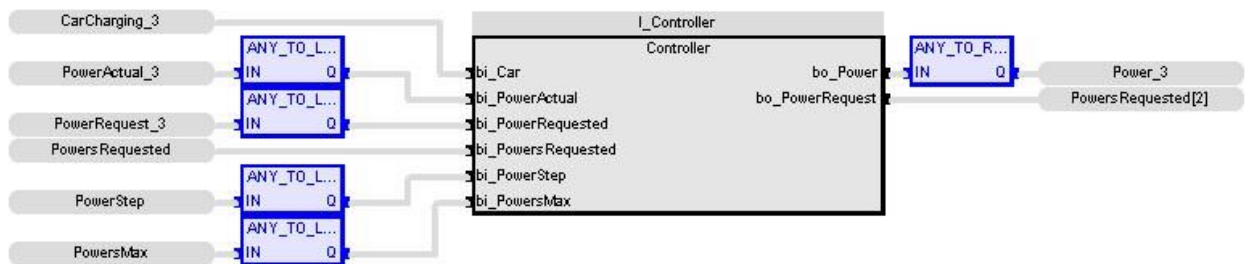 CarCharging_3
I_Controller
ANY_TO_L...
Controller
ANY_TO_R...
PowerActual_3
IN Q
bi_Car
bo_Power
IN Q
Power_3
ANY_TO_L...
bi_PowerActual
bo_PowerRequest
PowersRequested[2]
PowerRequest_3
IN Q
bi_PowerRequested
PowersRequested
bi_PowersRequested
ANY_TO_L...
bi_PowerStep
PowerStep
IN Q
bi_PowersMax
ANY_TO_L...
PowersMax
IN Q